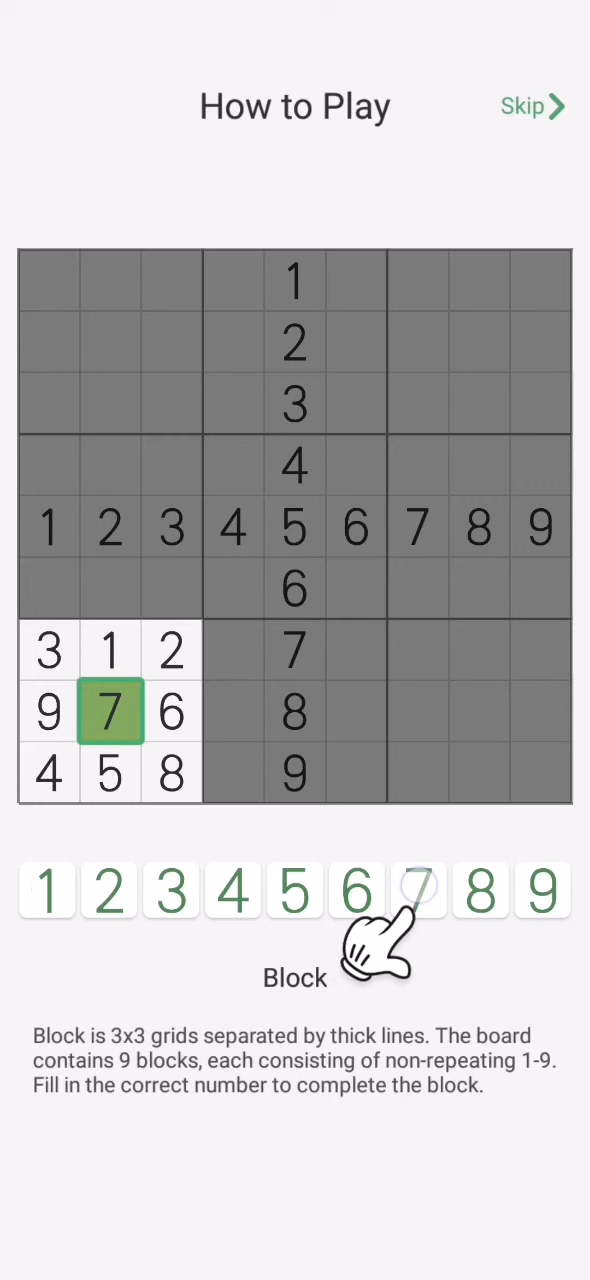 How to Play
Skip
1
2
3
4
1 2 3 4 5 6 7 8 9
6
3 1 2 7
9 7 6 8
4 5 8 9
1 2 3 4 5 6 7 8 9
Block
Block is 3x3 grids separated by thick lines. The board
contains 9 blocks, each consisting of non-repeating 1-9.
Fill in the correct number to complete the block.